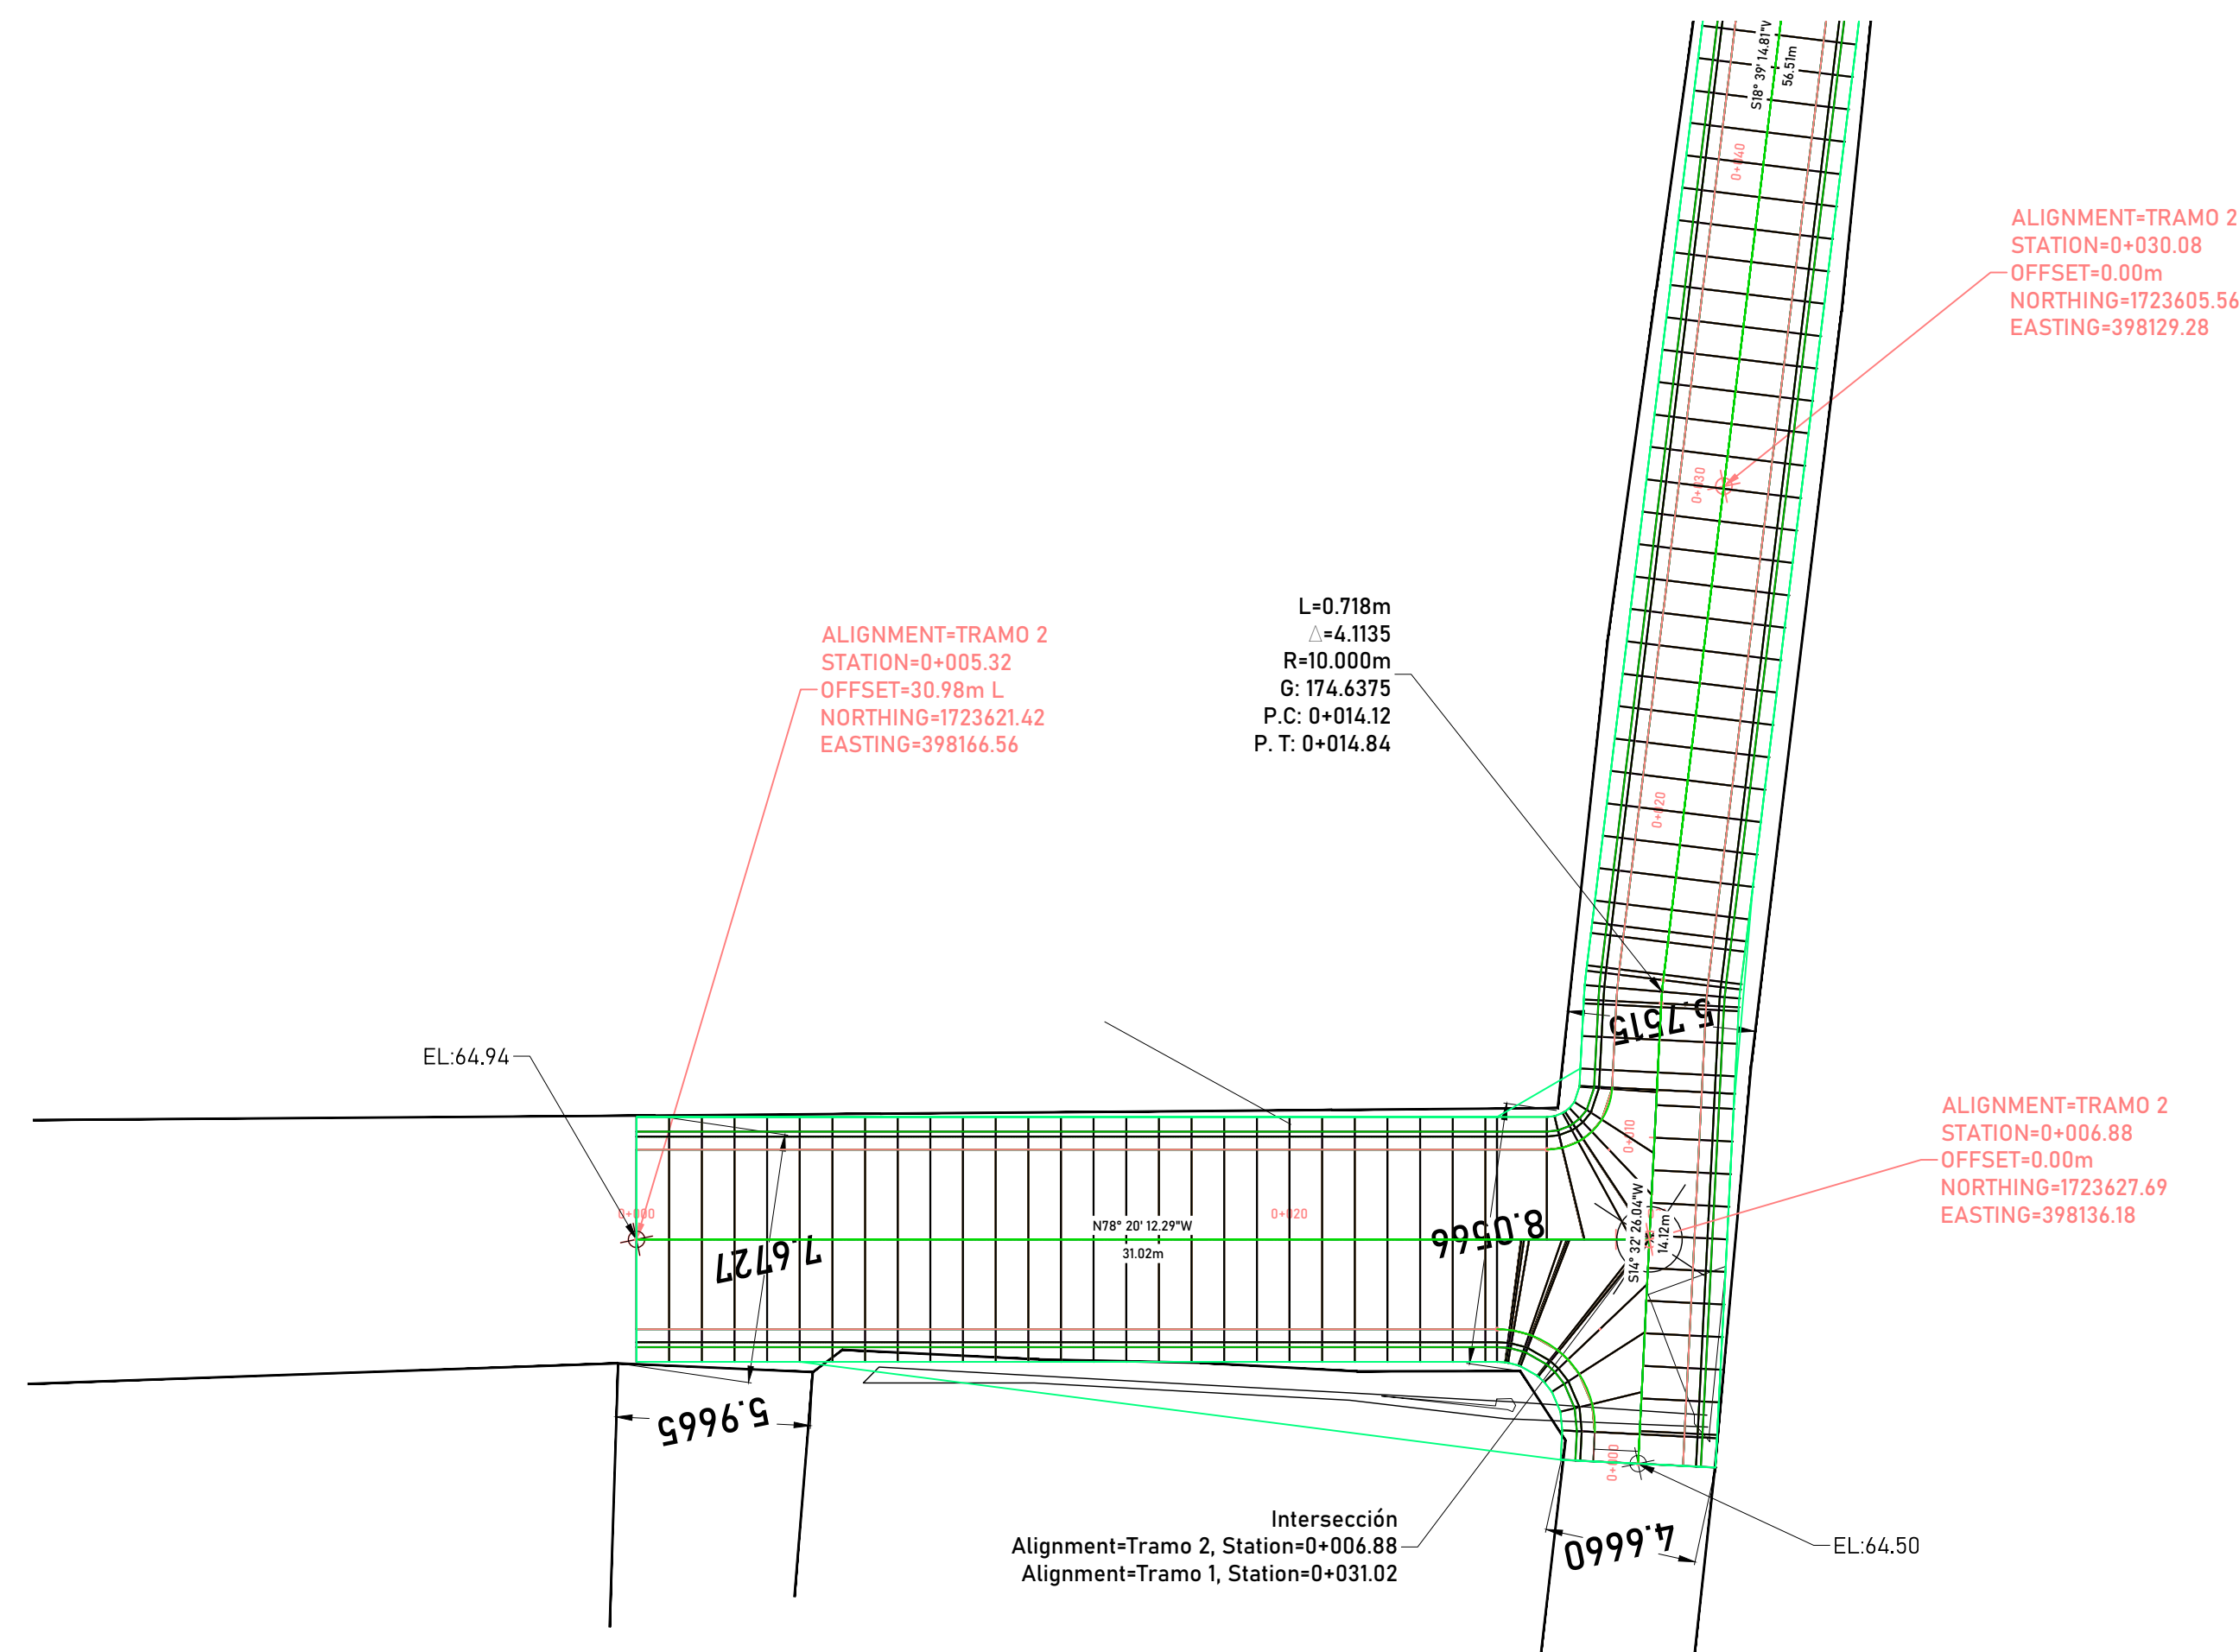 S18° 39' 14.81"W
56.51m
0+040
ALIGNMENT=TRAMO 2
STATION=0+030.08
OFFSET=0.00m
NORTHING=1723605.56
EASTING=398129.28
0+030
L=0.718m
△=4.1135
R=10.000m
G: 174.6375
P.C: 0+014.12
P. T: 0+014.84
ALIGNMENT=TRAMO 2
STATION=0+005.32
OFFSET=30.98m L
NORTHING=1723621.42
EASTING=398166.56
0+020
5.7515
EL:64.94
0+010
ALIGNMENT=TRAMO 2
STATION=0+006.88
OFFSET=0.00m
NORTHING=1723627.69
EASTING=398136.18
0+000
N78° 20' 12.29"W
31.02m
0+020
7.6727
8.0566
S14° 32' 26.04"W
14.12m
5.9665
0+000
Intersección
Alignment=Tramo 2, Station=0+006.88
Alignment=Tramo 1, Station=0+031.02
4.6660
EL:64.50